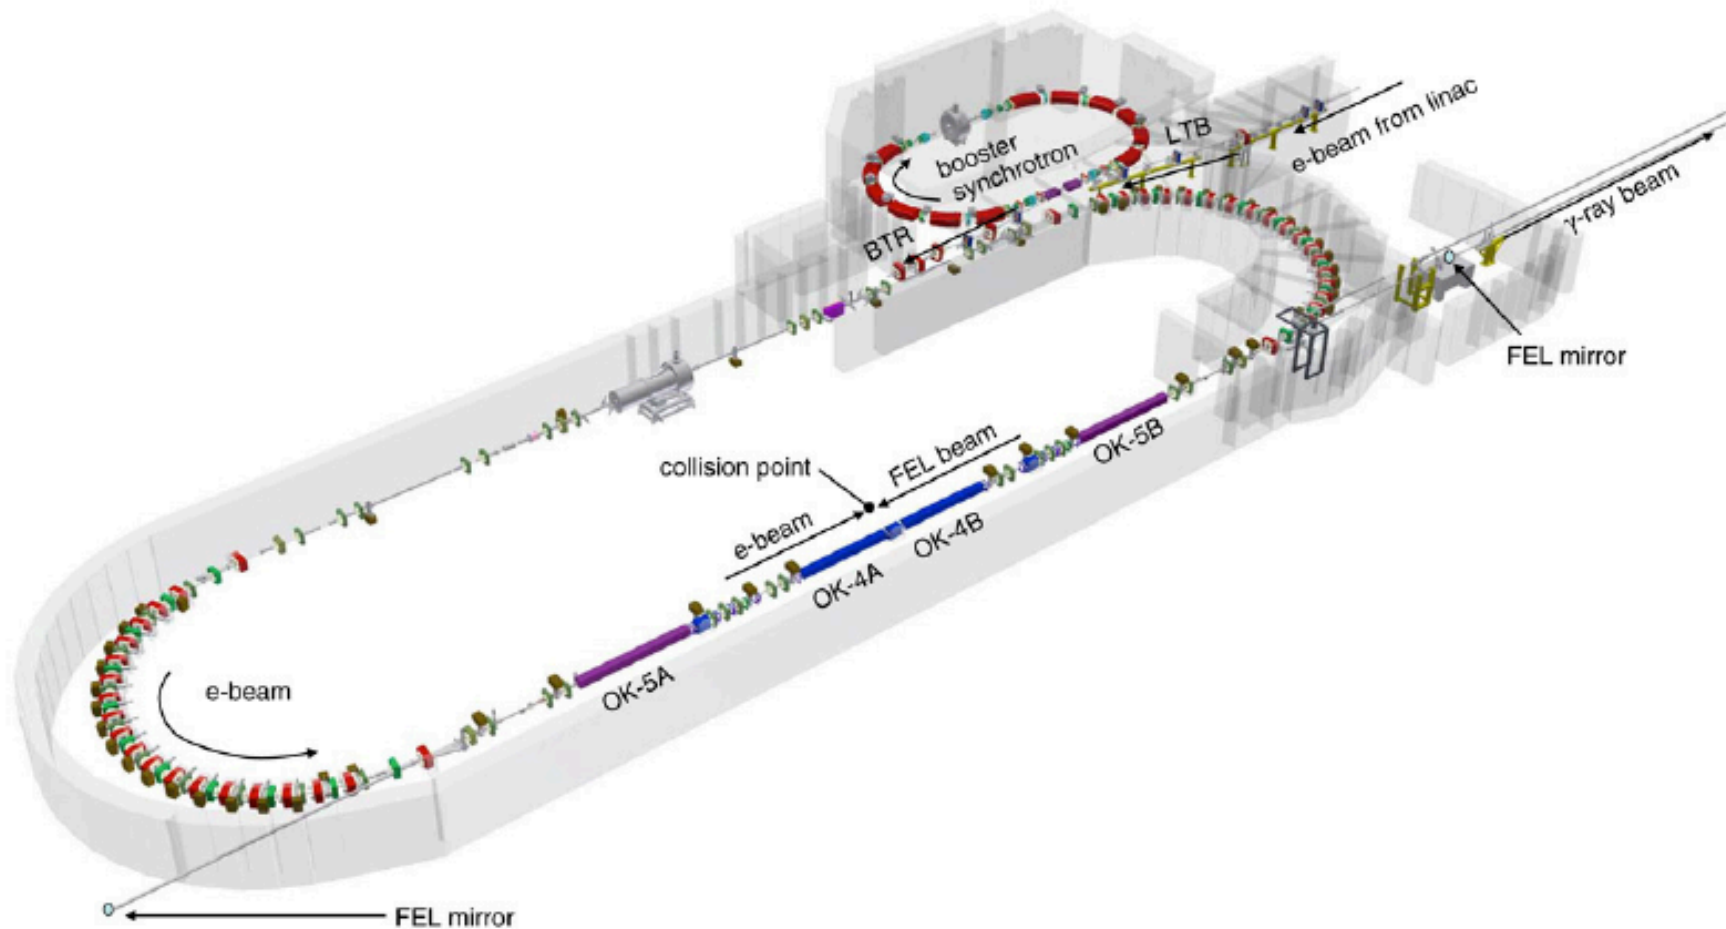 LTB
e-beam from linac
booster
synchrotron
γ-ray beam
BTR
FEL mirror
OK-5B
FEL beam
collision point
e-beam
OK-4B
OK-4A
OK-5A
e-beam
FEL mirror